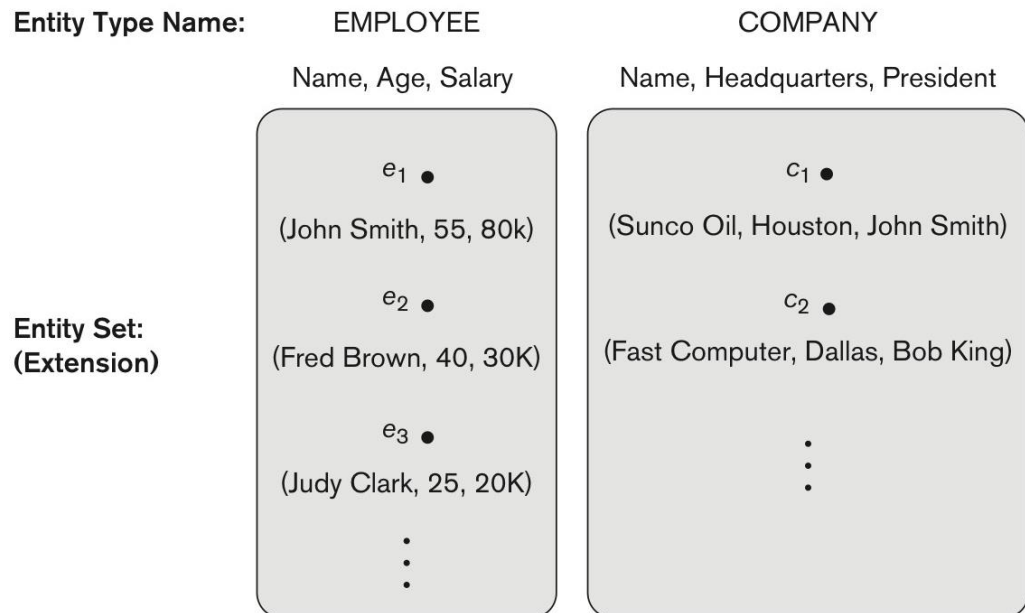 Entity Type Name: EMPLOYEE COMPANY
Name, Age, Salary Name, Headquarters, President
e1
(John Smith, 55, 80k)
e2
(Fred Brown, 40, 30K)
e3
(Judy Clark, 25, 20K)
c1
(Sunco Oil, Houston, John Smith)
c2
(Fast Computer, Dallas, Bob King)
Entity Set:
(Extension)